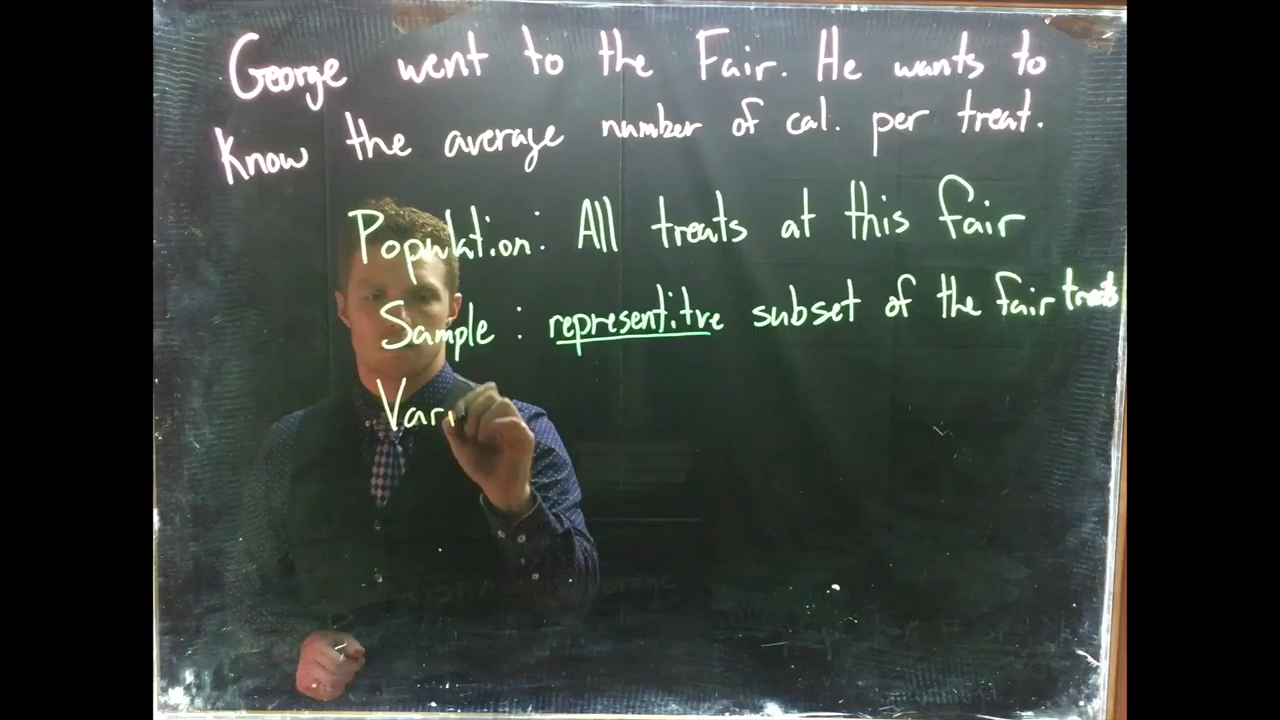 George went to the Fair. He wants to
Know the average number of cal. per treat.
Population: All treats at this fair
Sample: representitve subset of the fair treats
Vari